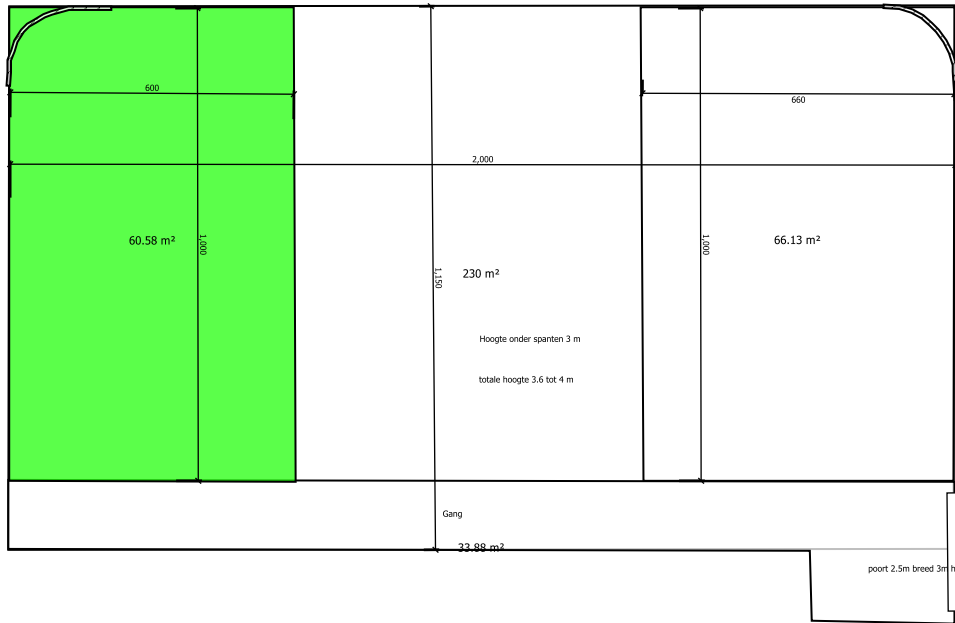 600
660
2,000
60.58 m²
1,000
1,150
230 m²
1,000
66.13 m²
Hoogte onder spanten 3 m
totale hoogte 3.6 tot 4 m
Gang
33.88 m²
poort 2.5m breed 3m h